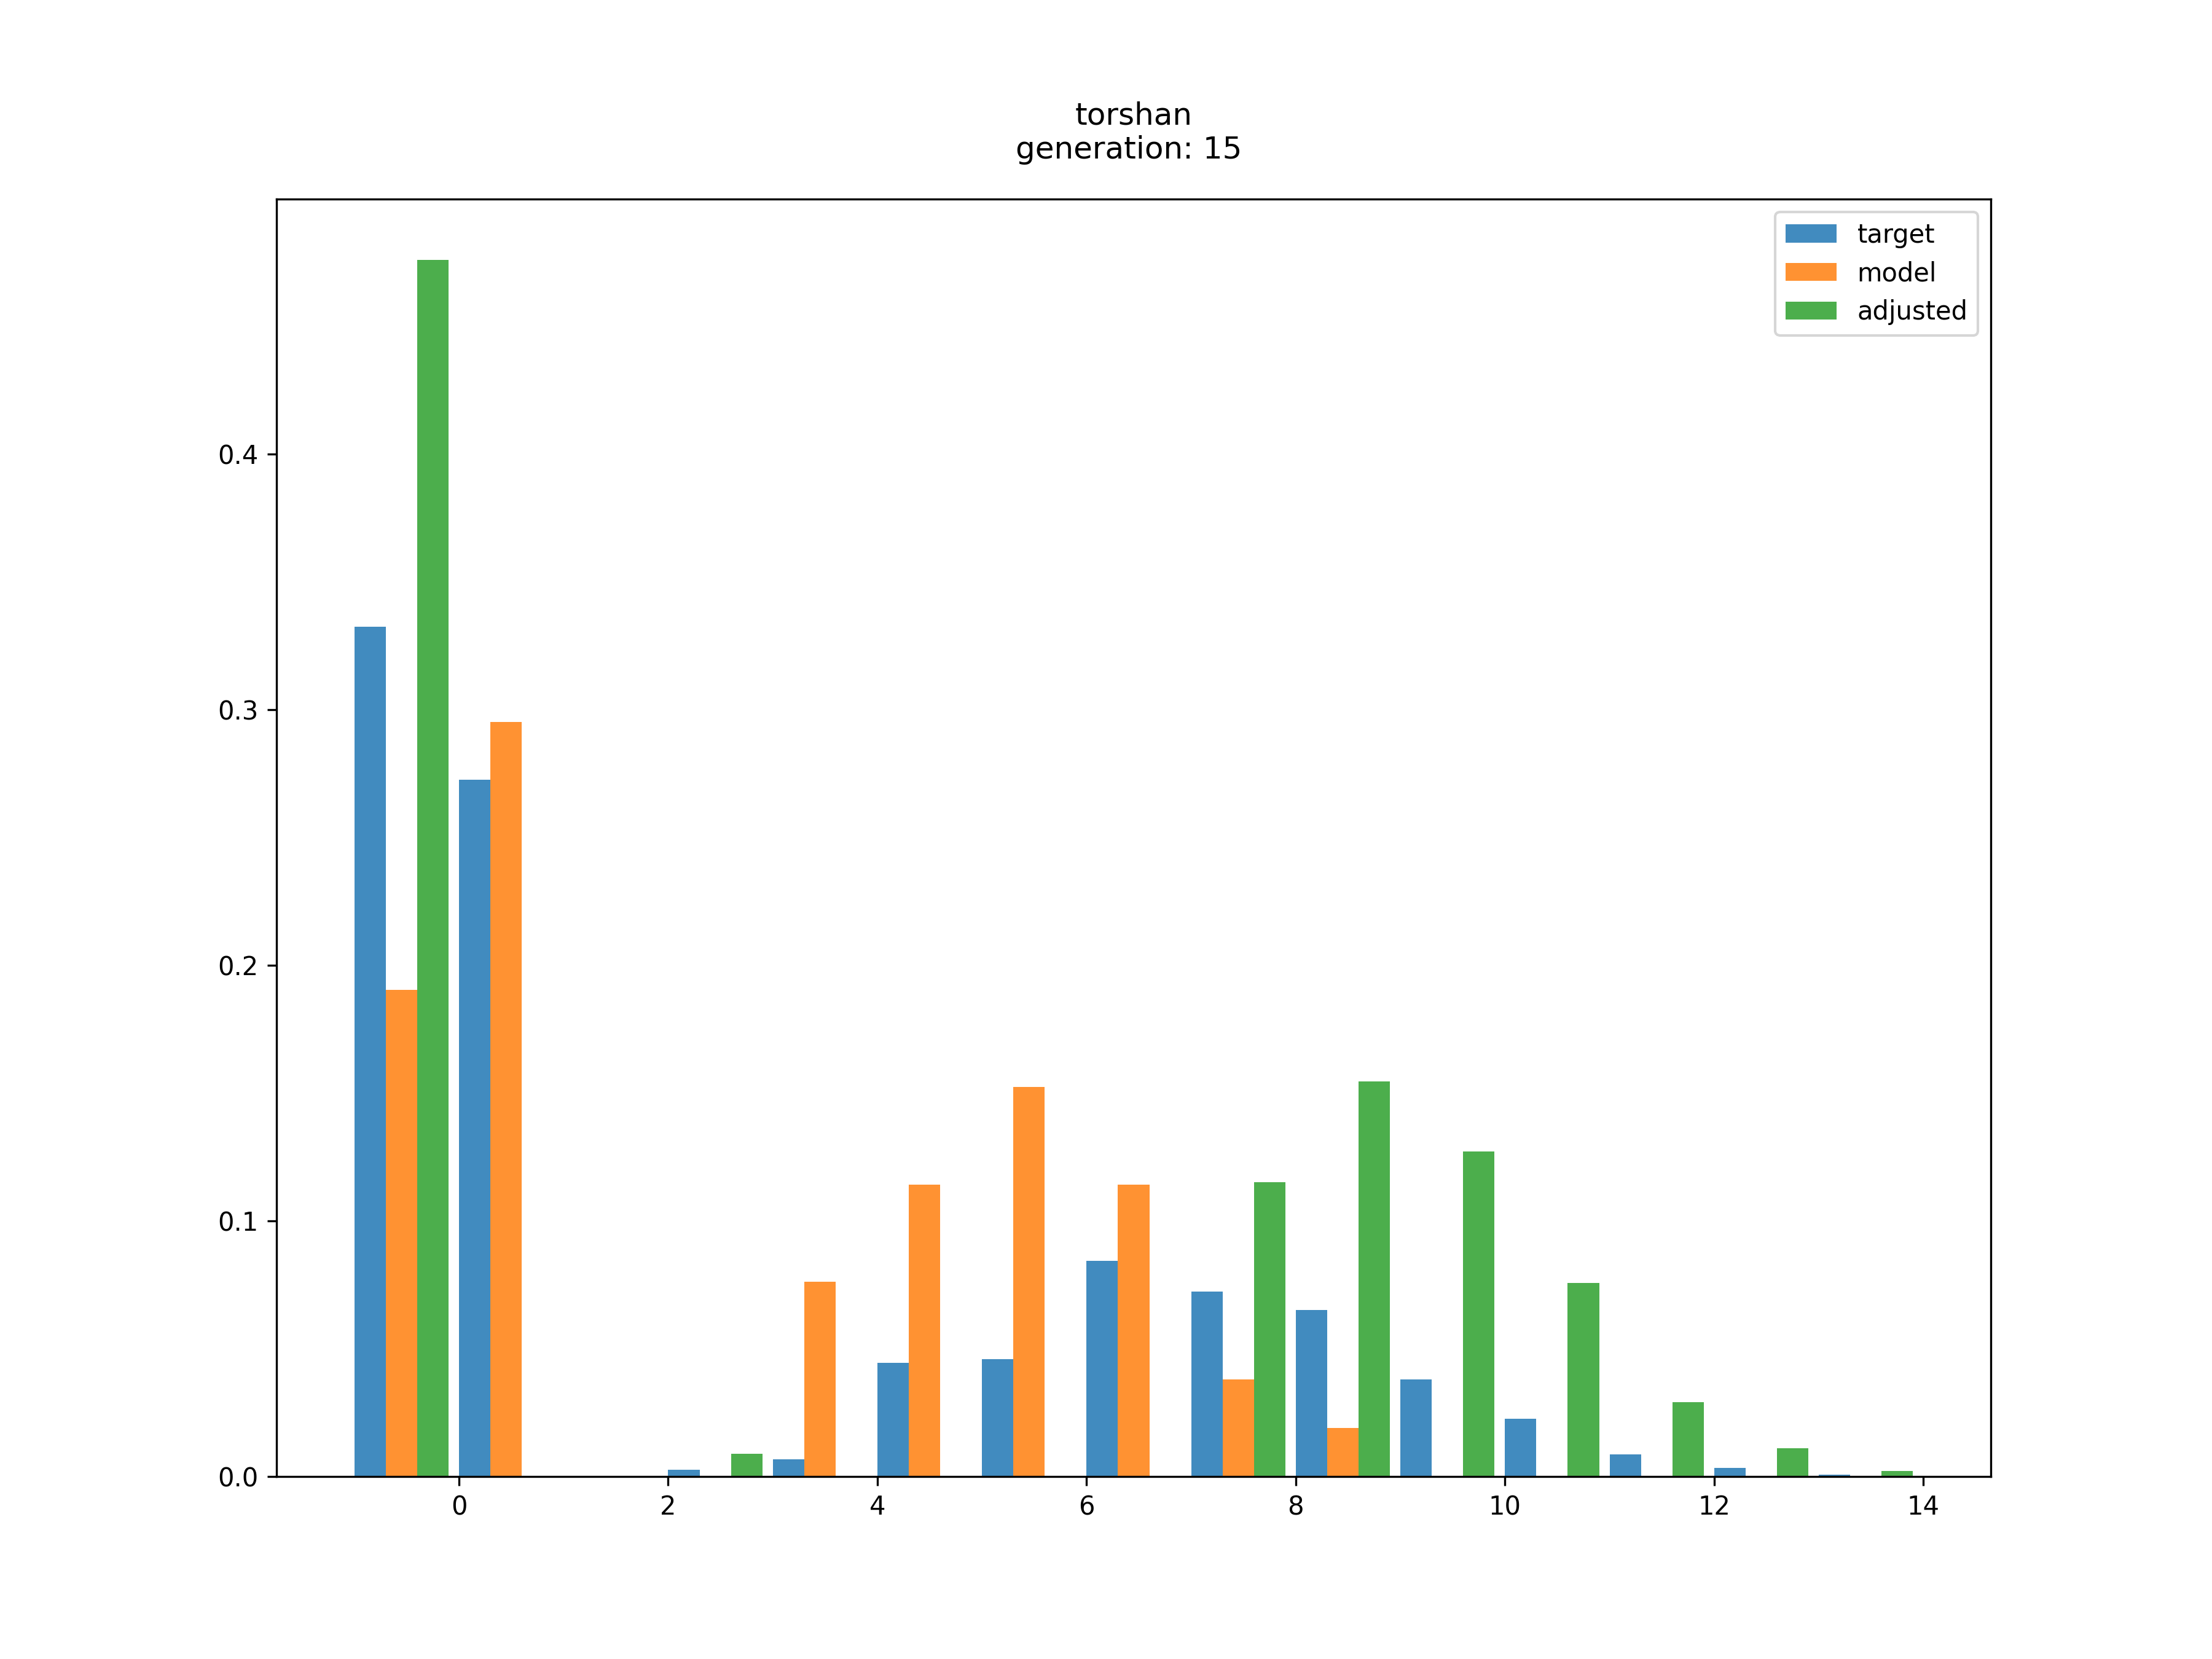 torshan
generation: 15
target
model
adjusted
0.4
0.3
0.2
0.1
0.0
0 2 4 6 8 10 12 14